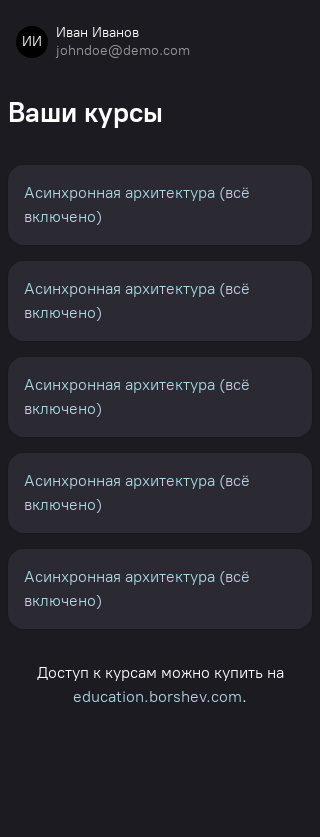 ИИ
Иван Иванов
johndoe@demo.com
Ваши курсы
Асинхронная архитектура (всё
включено)
Асинхронная архитектура (всё
включено)
Асинхронная архитектура (всё
включено)
Асинхронная архитектура (всё
включено)
Асинхронная архитектура (всё
включено)
Доступ к курсам можно купить на
education.borshev.com.